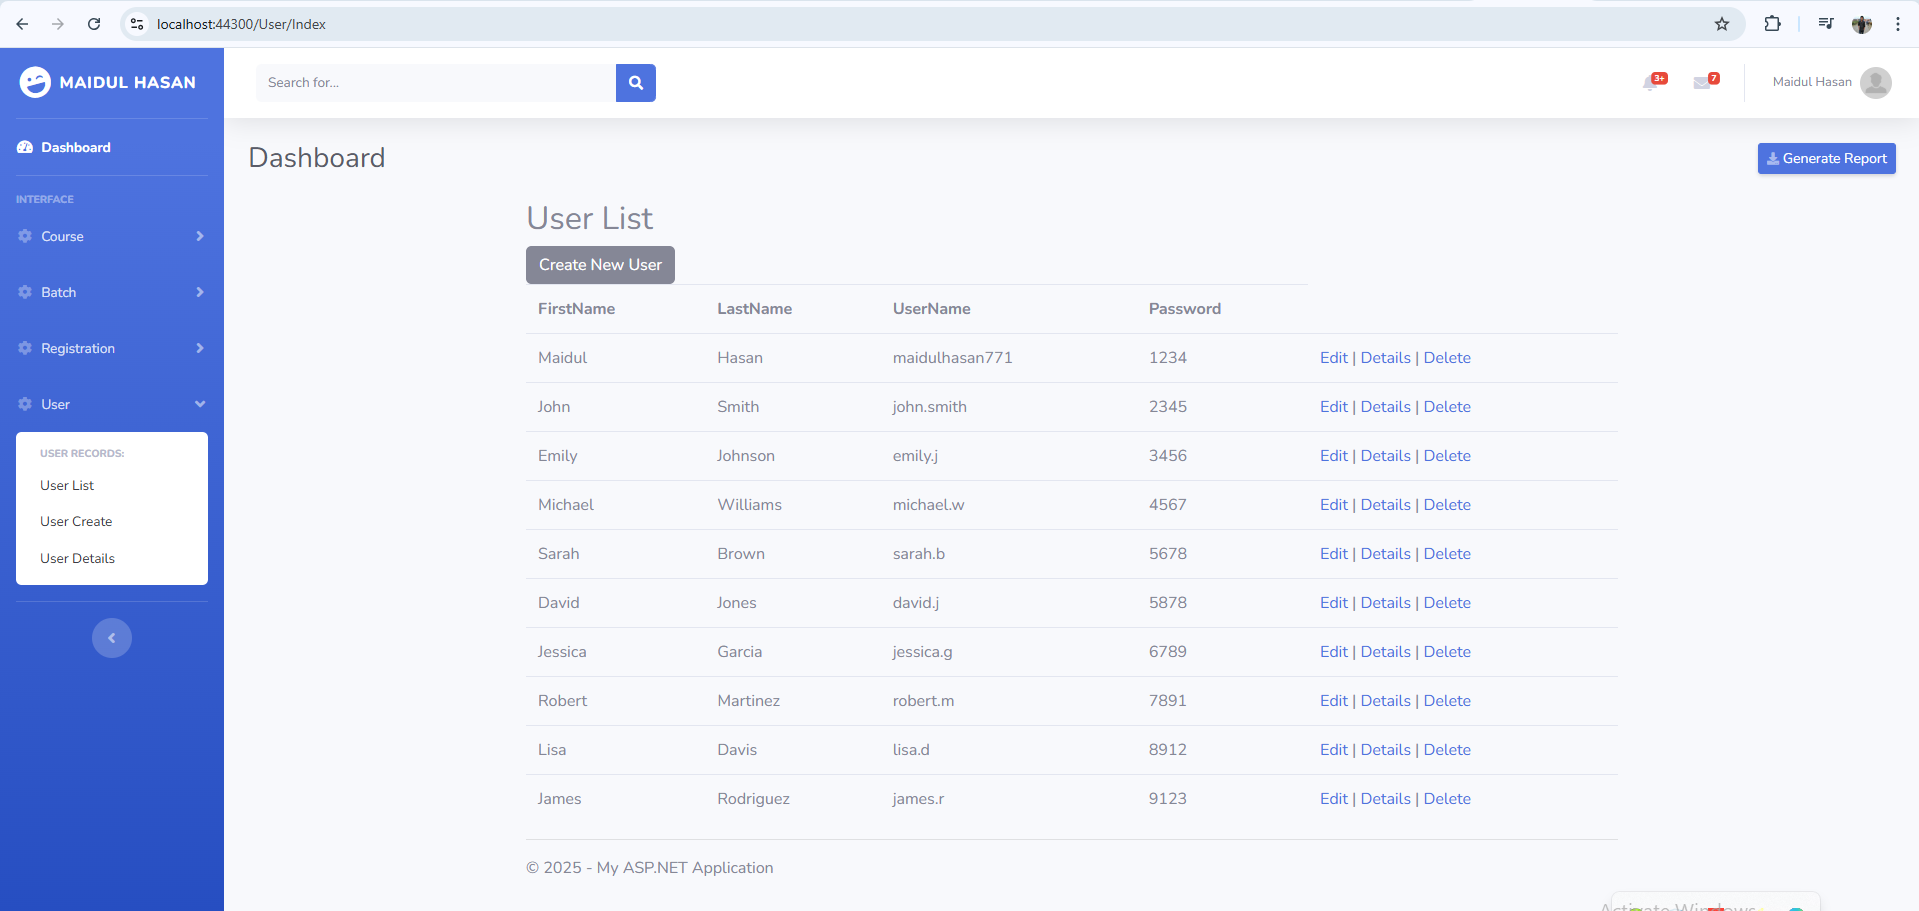 localhost:44300/User/Index
MAIDUL HASAN
Search for...
3+
7
Maidul Hasan
Dashboard
INTERFACE
Course
Batch
Registration
User
USER RECORDS:
User List
User Create
User Details
Dashboard
Generate Report
User List
Create New User
FirstName LastName UserName Password
Maidul Hasan maidulhasan771 1234 Edit | Details | Delete
John Smith john.smith 2345 Edit | Details | Delete
Emily Johnson emily.j 3456 Edit | Details | Delete
Michael Williams michael.w 4567 Edit | Details | Delete
Sarah Brown sarah.b 5678 Edit | Details | Delete
David Jones david.j 5878 Edit | Details | Delete
Jessica Garcia jessica.g 6789 Edit | Details | Delete
Robert Martinez robert.m 7891 Edit | Details | Delete
Lisa Davis lisa.d 8912 Edit | Details | Delete
James Rodriguez james.r 9123 Edit | Details | Delete
© 2025 - My ASP.NET Application